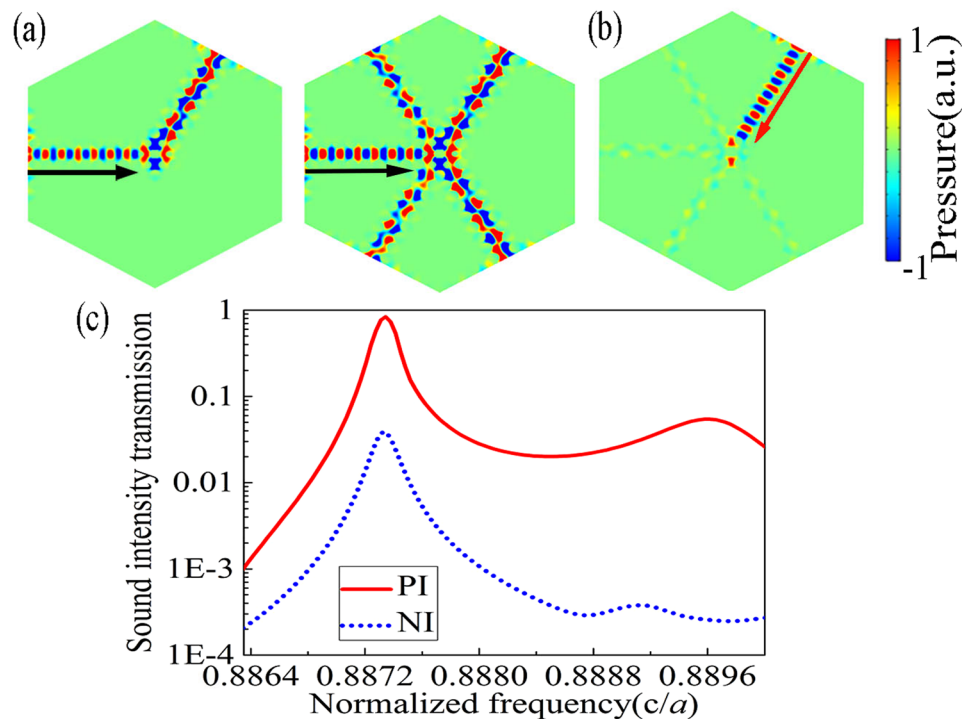 (a)
(b)
1
Pressure(a.u.)
-1
(c)
Sound intensity transmission
1
0.1
0.01
1E-3
1E-4
PI
NI
0.8864 0.8872 0.8880 0.8888 0.8896
Normalized frequency(c/a)